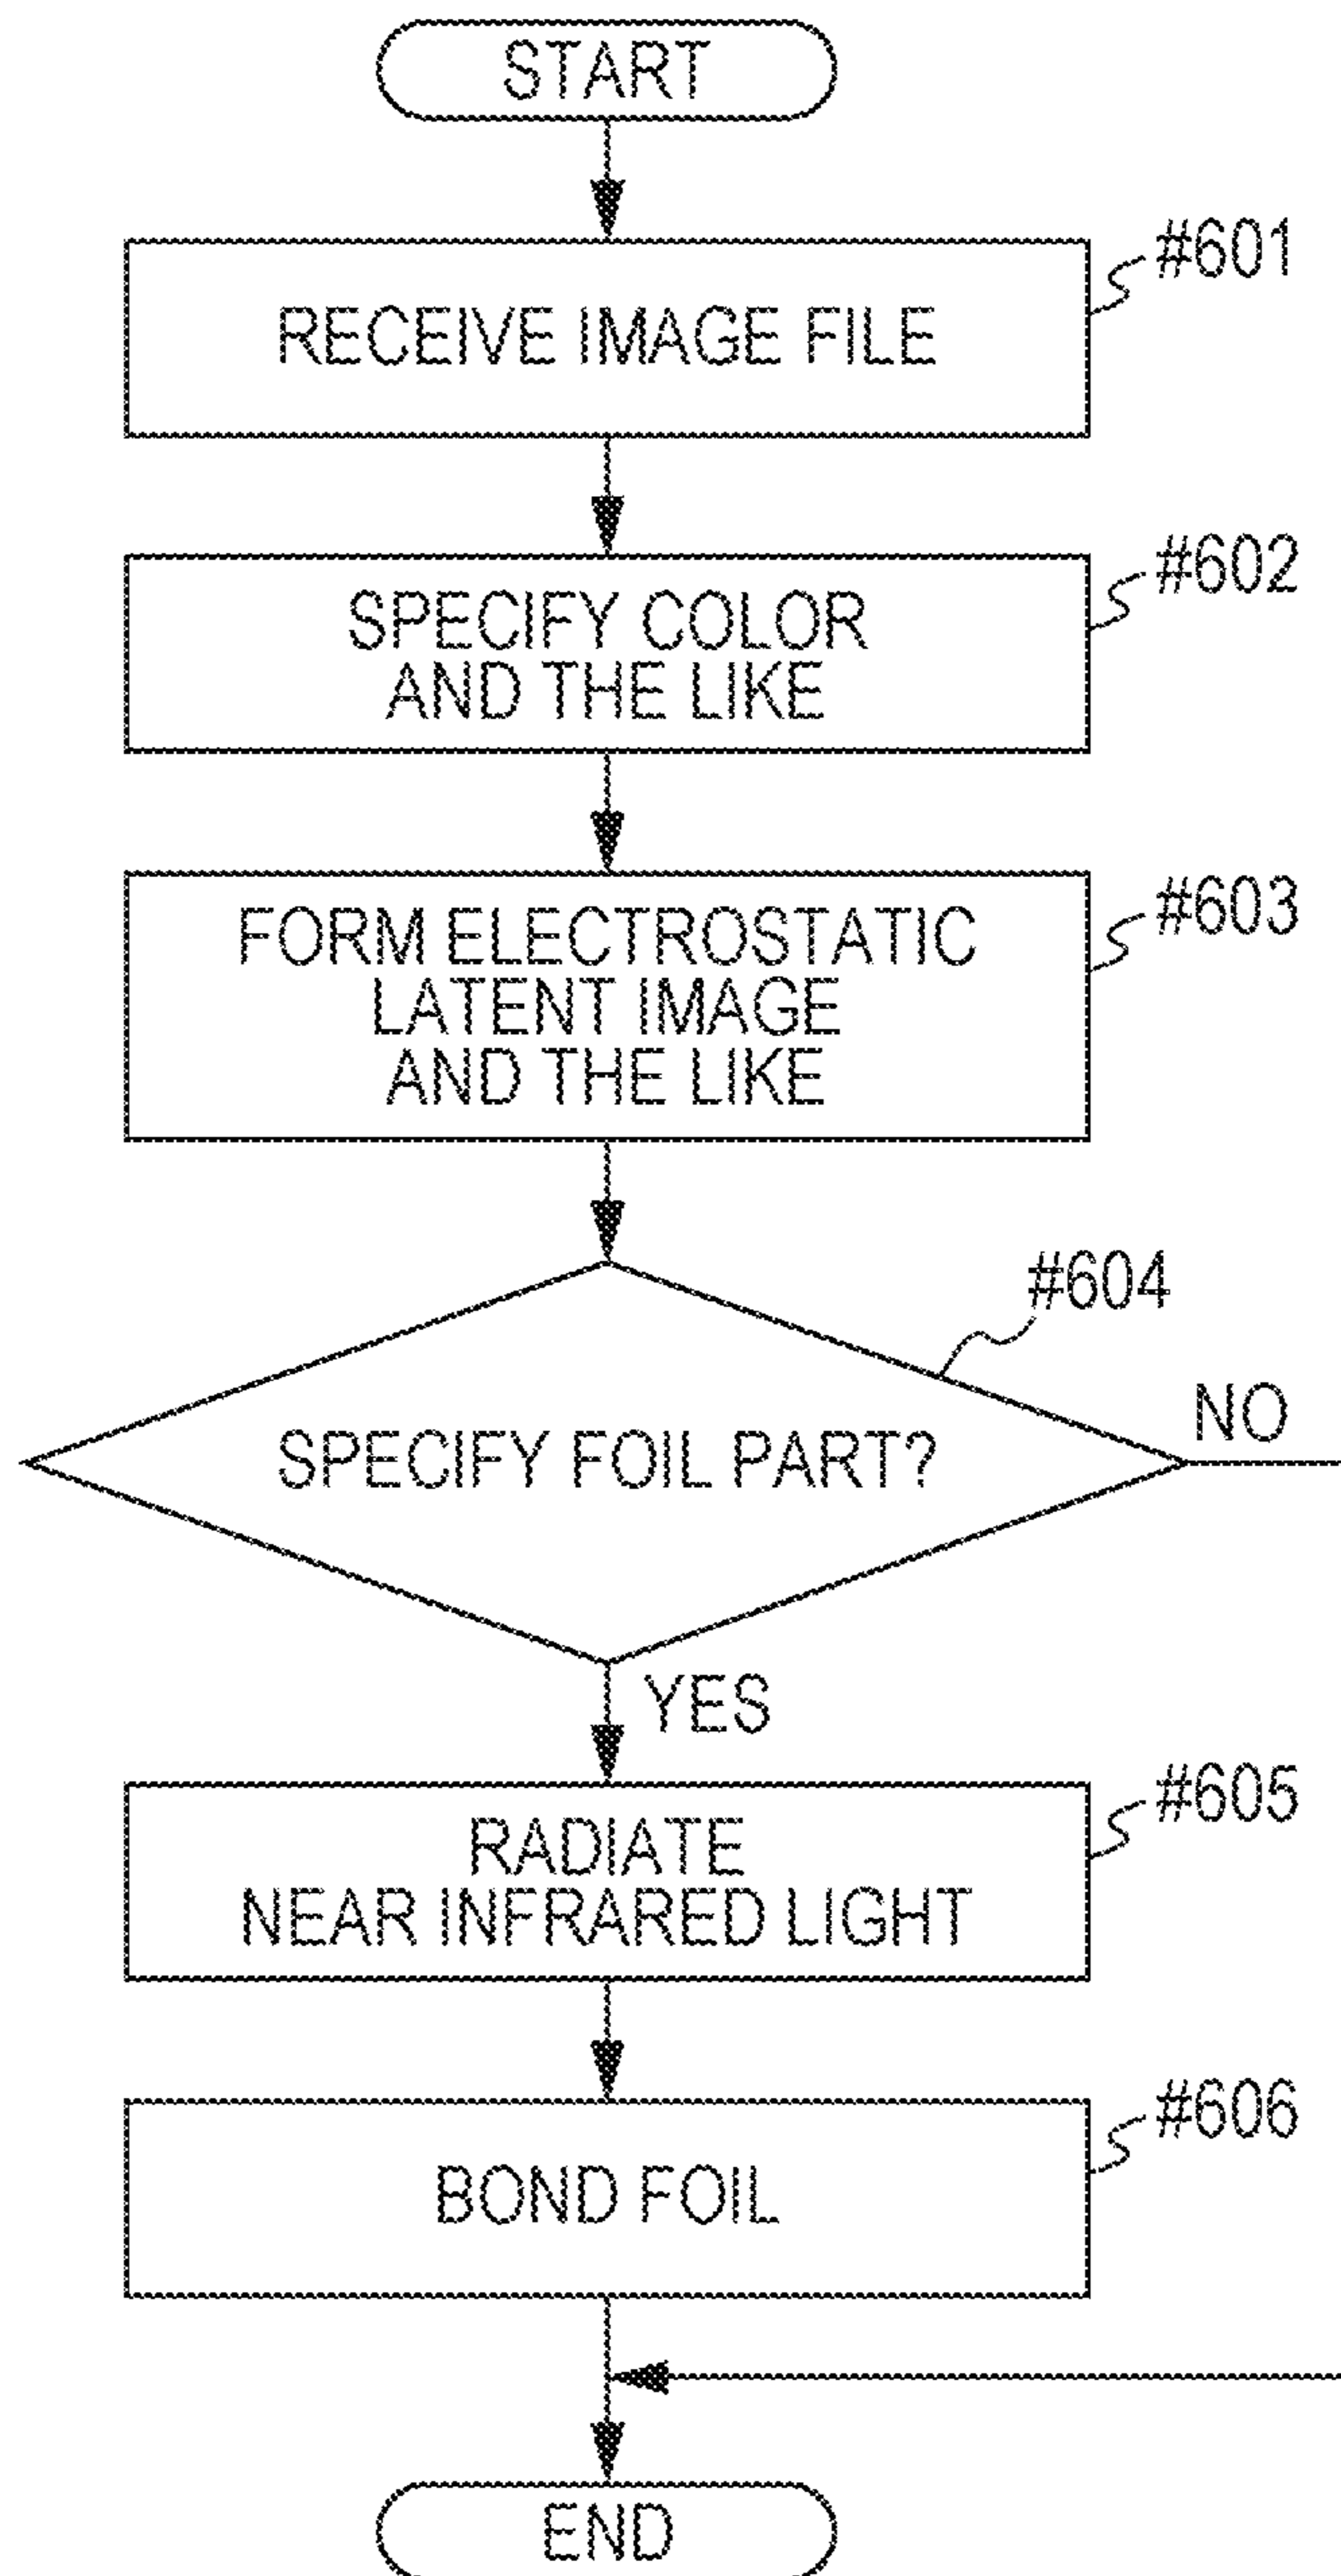 START
#601
RECEIVE IMAGE FILE
#602
SPECIFY COLOR
AND THE LIKE
#603
FORM ELECTROSTATIC
LATENT IMAGE
AND THE LIKE
#604
NO
SPECIFY FOIL PART?
YES
#605
RADIATE
NEAR INFRARED LIGHT
#606
BOND FOIL
END